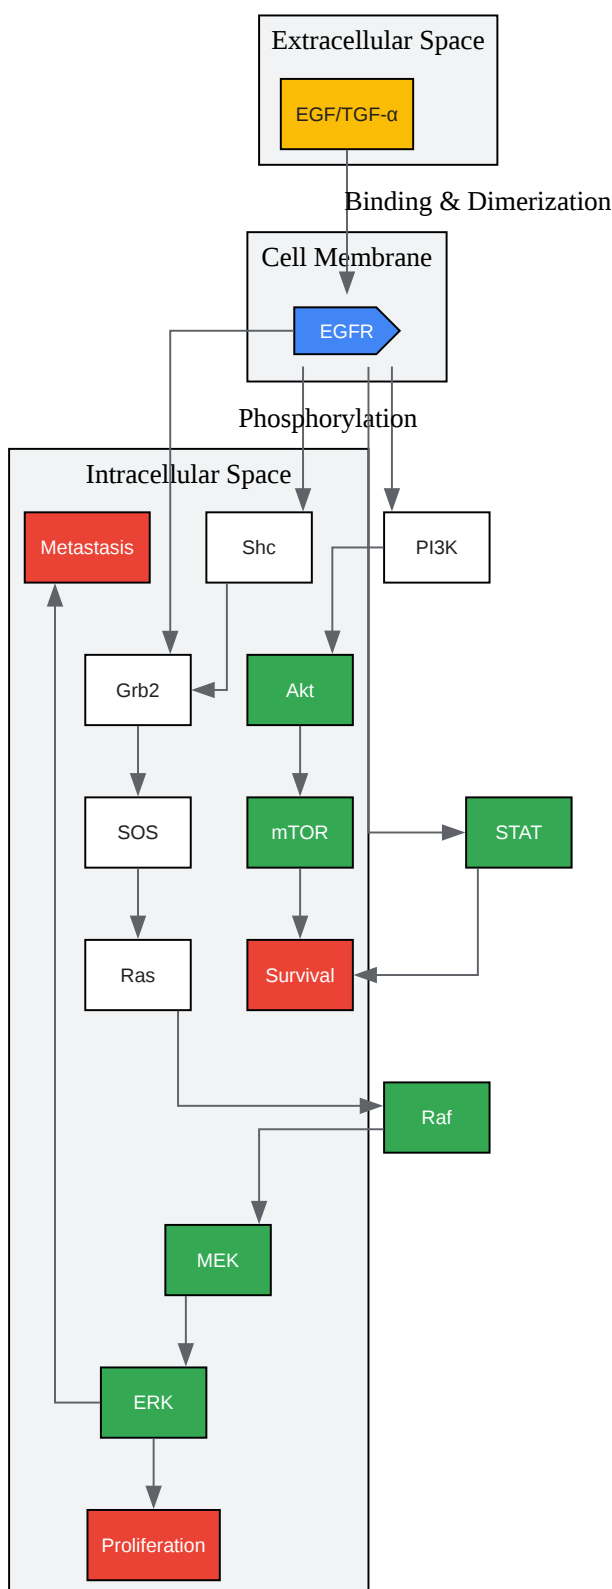 Extracellular Space
EGF/TGF-α
Binding & Dimerization
Cell Membrane
EGFR
Phosphorylation
Intracellular Space
Metastasis
Shc
PI3K
Grb2
Akt
SOS
mTOR
STAT
Ras
Survival
Raf
MEK
ERK
Proliferation